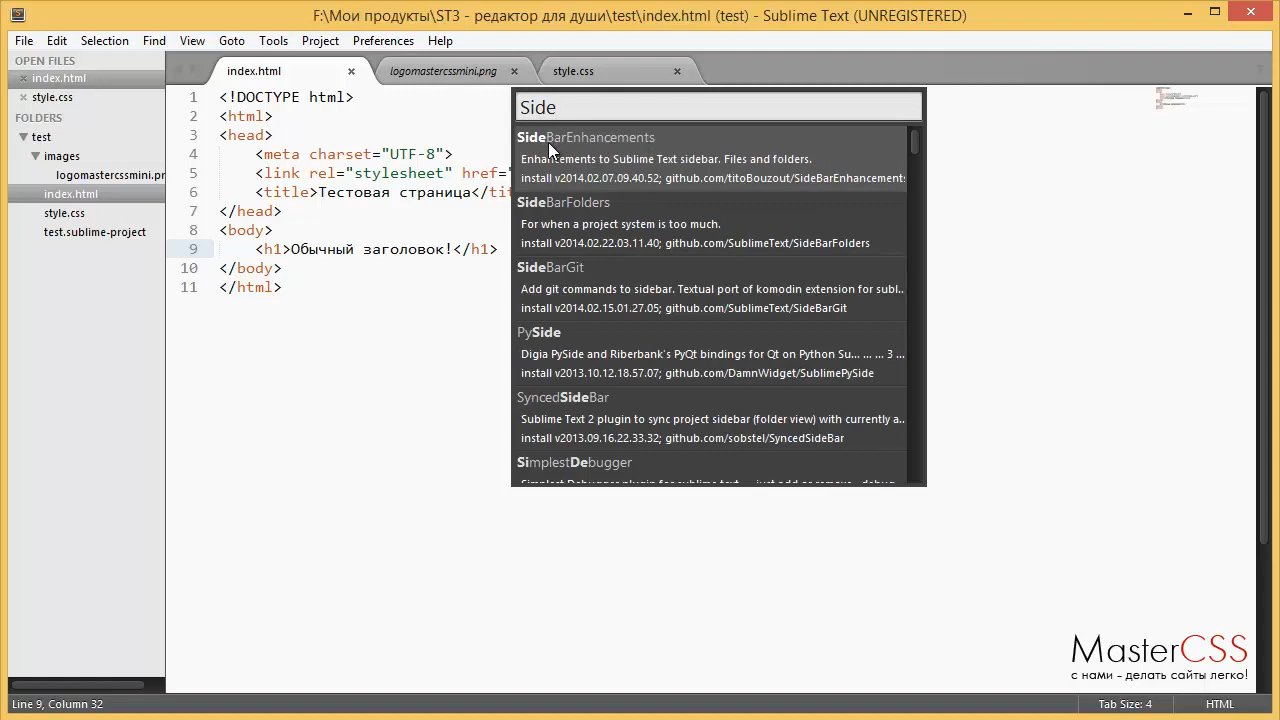 F:\Мои продукты\ST3 - редактор для души\test\index.html (test) - Sublime Text (UNREGISTERED)
File Edit Selection Find View Goto Tools Project Preferences Help
OPEN FILES
index.html
style.css
FOLDERS
test
images
logomastercssmini.pr
index.html
style.css
test.sublime-project
index.html logomastercssmini.png style.css
1 <!DOCTYPE html>
2 <html>
3 <head>
4 <meta charset="UTF-8">
5 <link rel="stylesheet" href="
6 <title>Тестовая страница</tit
7 </head>
8 <body>
9 <h1>Обычный заголовок!</h1>
10 </body>
11 </html>
Side
SideBarEnhancements
Enhancements to Sublime Text sidebar. Files and folders.
install v2014.02.07.09.40.52; github.com/titoBouzout/SideBarEnhancements
SideBarFolders
For when a project system is too much.
install v2014.02.22.03.11.40; github.com/SublimeText/SideBarFolders
SideBarGit
Add git commands to sidebar. Textual port of komodin extension for subl..
install v2014.02.15.01.27.05; github.com/SublimeText/SideBarGit
PySide
Digia PySide and Riverbank's PyQt bindings for Qt on Python Su... ... ... 3 ...
install v2013.10.12.18.57.07; github.com/DamnWidget/SublimePySide
SyncedSideBar
Sublime Text 2 plugin to sync project sidebar (folder view) with currently a..
install v2013.09.16.22.33.32; github.com/sobstel/SyncedSideBar
SimplestDebugger
MasterCSS
с нами - делать сайты легко!
Line 9, Column 32 Tab Size: 4 HTML